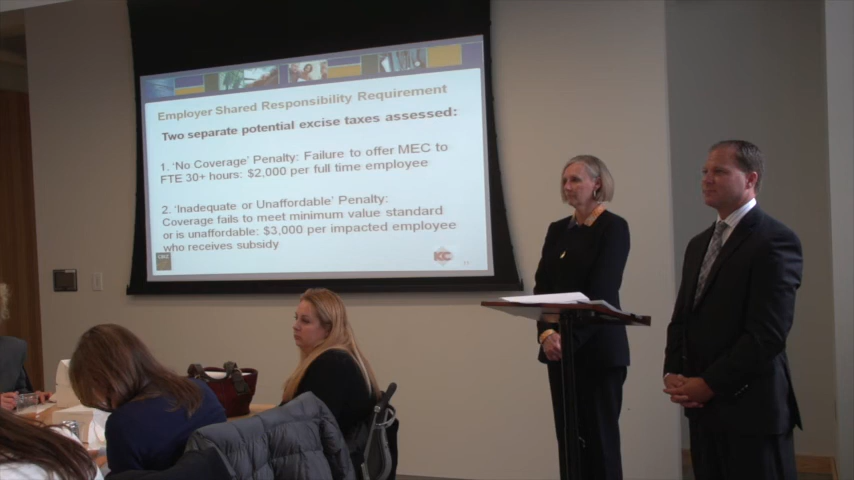 Employer Shared Responsibility Requirement
Two separate potential excise taxes assessed:
1. 'No Coverage' Penalty: Failure to offer MEC to
FTE 30+ hours: $2,000 per full time employee
2. 'Inadequate or Unaffordable' Penalty:
Coverage fails to meet minimum value standard
or is unaffordable: $3,000 per impacted employee
who receives subsidy
KC